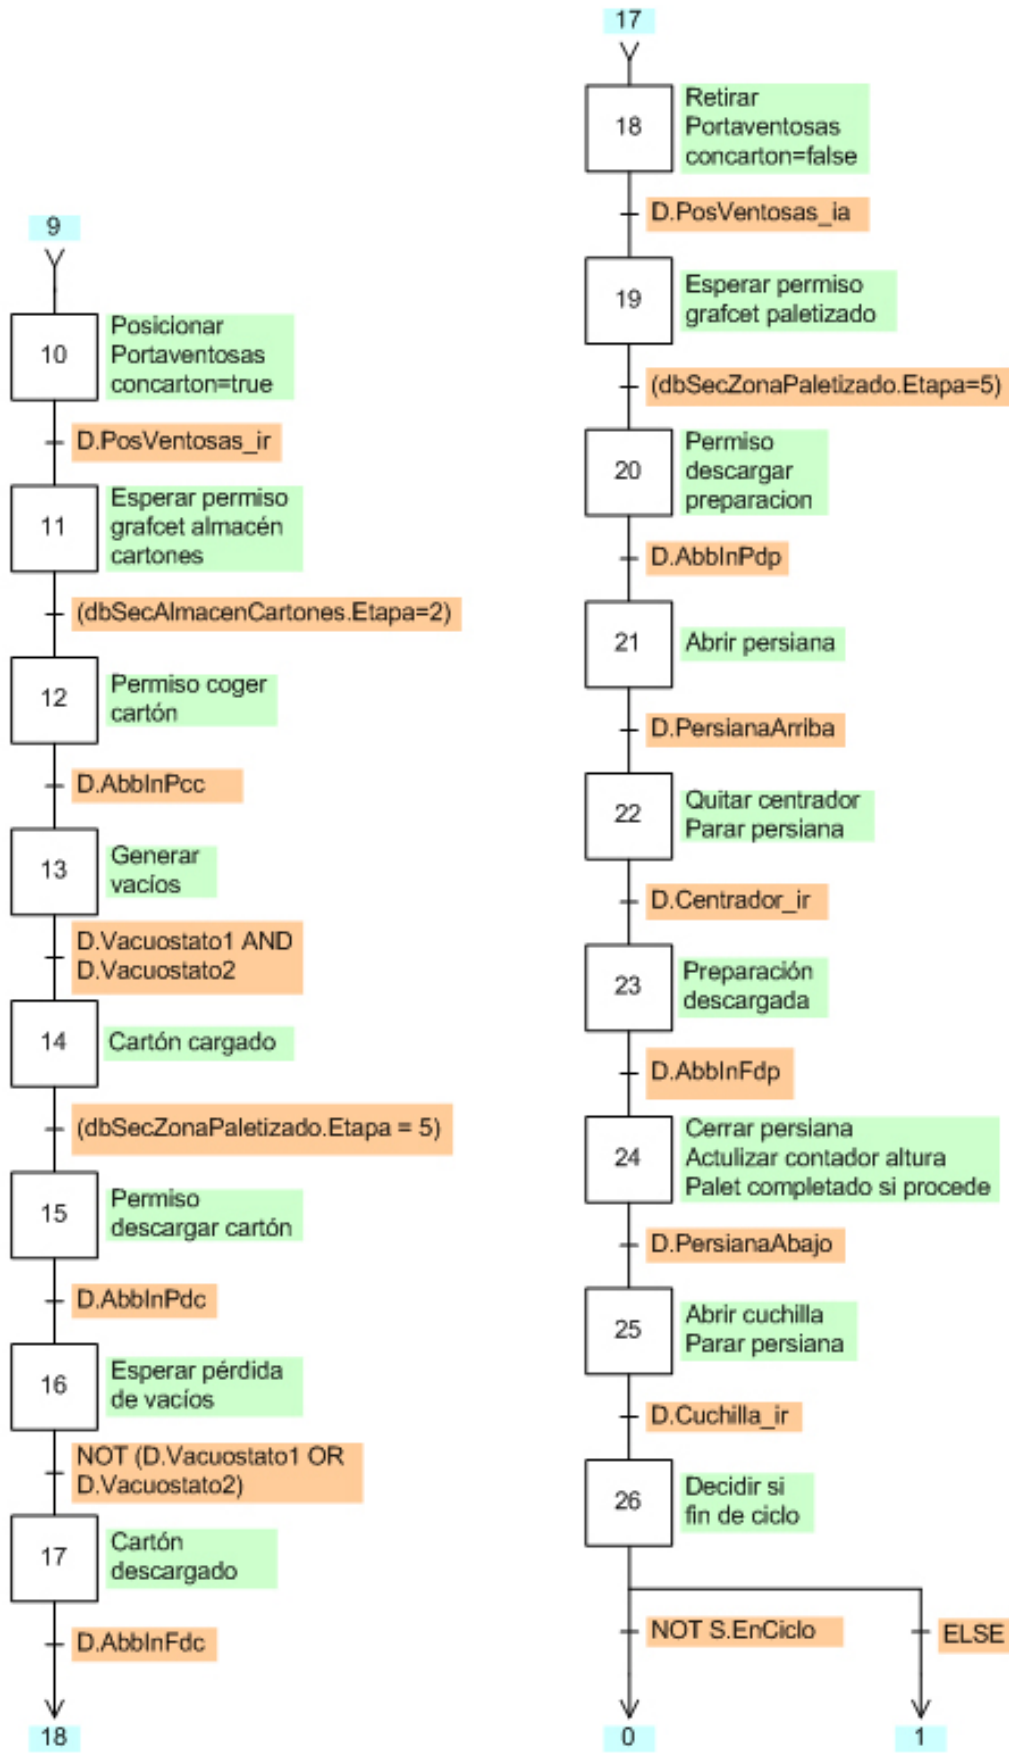 9
10
Posicionar
Portaventosas
concarton=true
D.PosVentosas_ir
11
Esperar permiso
grafcet almacén
cartones
(dbSecAlmacenCartones.Etapa=2)
12
Permiso coger
cartón
D.AbbInPcc
13
Generar
vacíos
D.Vacuostato1 AND
D.Vacuostato2
14
Cartón cargado
(dbSecZonaPaletizado.Etapa = 5)
15
Permiso
descargar cartón
D.AbbInPdc
16
Esperar pérdida
de vacíos
NOT (D.Vacuostato1 OR
D.Vacuostato2)
17
Cartón
descargado
D.AbbInFdc
18
17
18
Retirar
Portaventosas
concarton=false
D.PosVentosas_ia
19
Esperar permiso
grafcet paletizado
(dbSecZonaPaletizado.Etapa=5)
20
Permiso
descargar
preparacion
D.AbbInPdp
21
Abrir persiana
D.PersianaArriba
22
Quitar centrador
Parar persiana
D.Centrador_ir
23
Preparación
descargada
D.AbbInFdp
24
Cerrar persiana
Actulizar contador altura
Palet completado si procede
D.PersianaAbajo
25
Abrir cuchilla
Parar persiana
D.Cuchilla_ir
26
Decidir si
fin de ciclo
NOT S.EnCiclo
ELSE
0
1